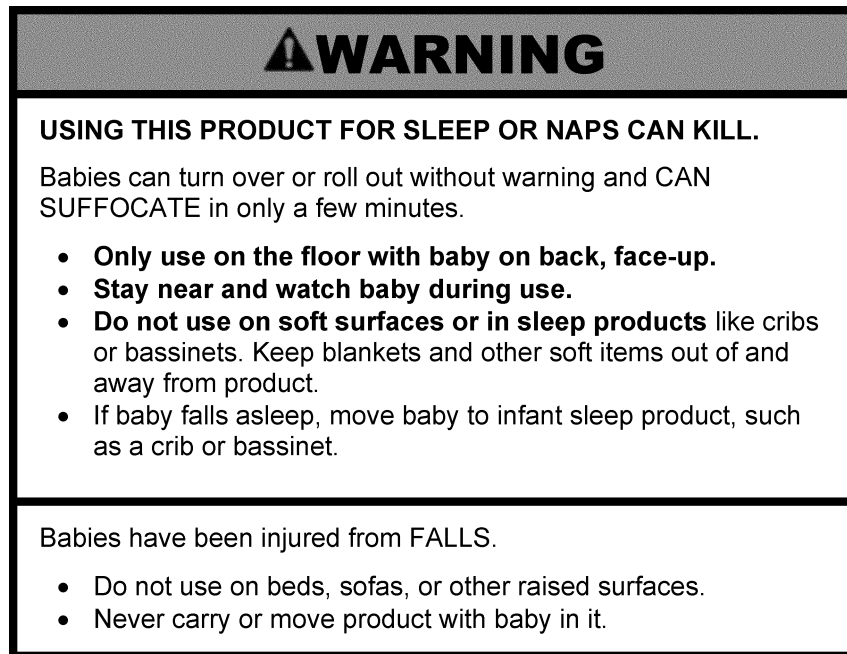 ⚠WARNING
USING THIS PRODUCT FOR SLEEP OR NAPS CAN KILL.
Babies can turn over or roll out without warning and CAN
SUFFOCATE in only a few minutes.
• Only use on the floor with baby on back, face-up.
• Stay near and watch baby during use.
• Do not use on soft surfaces or in sleep products like cribs
or bassinets. Keep blankets and other soft items out of and
away from product.
• If baby falls asleep, move baby to infant sleep product, such
as a crib or bassinet.
Babies have been injured from FALLS.
• Do not use on beds, sofas, or other raised surfaces.
• Never carry or move product with baby in it.